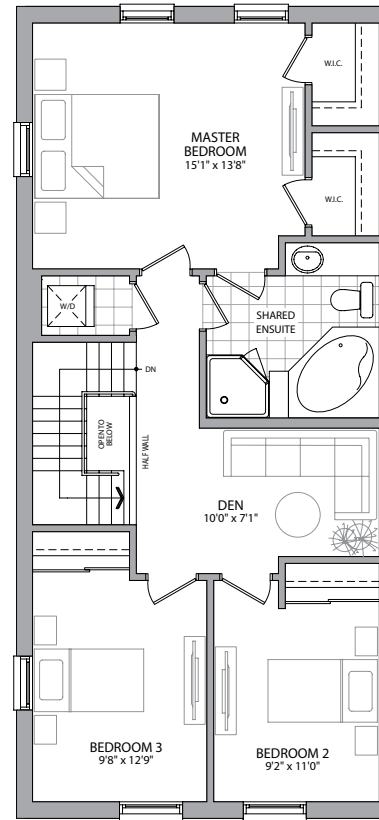 W.I.C.
MASTER
BEDROOM
15'1" x 13'8"
W.I.C.
W/D
SHARED
ENSUITE
DN
OPEN TO
BELOW
HALF WALL
DEN
10'0" x 7'1"
BEDROOM 3
9'8" x 12'9"
BEDROOM 2
9'2" x 11'0"